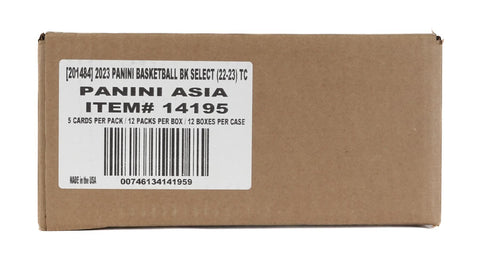 [201484] 2023 PANINI BASKETBALL BK SELECT (22-23) TC
PANINI ASIA
ITEM# 14195
5 CARDS PER PACK / 12 PACKS PER BOX / 12 BOXES PER CASE
MADE in the USA
00746134141959